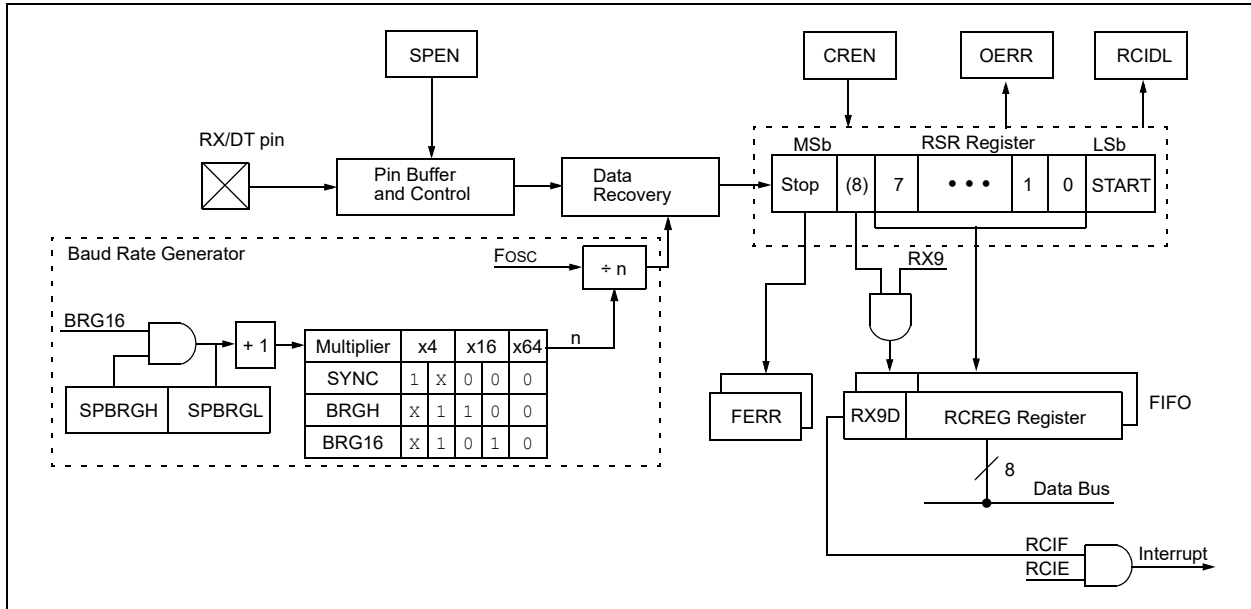 SPEN
CREN
OERR
RCIDL
RX/DT pin
Pin Buffer
and Control
Data
Recovery
MSb
RSR Register
LSb
Stop (8) 7 • • • 1 0 START
Baud Rate Generator
FOSC
÷ n
RX9
BRG16
+ 1
n
Multiplier x4 x16 x64
SYNC 1 X 0 0 0
BRGH X 1 1 0 0
BRG16 X 1 0 1 0
SPBRGH SPBRGL
FERR
RX9D RCREG Register
FIFO
8
Data Bus
RCIF
RCIE
Interrupt